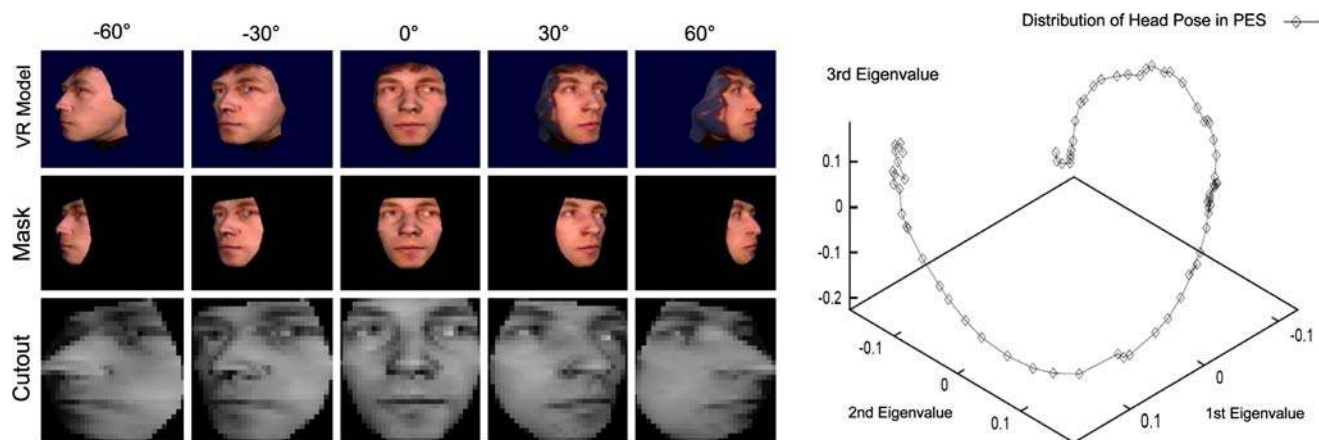 -60° -30° 0° 30° 60°
VR Model
Mask
Cutout
Distribution of Head Pose in PES
3rd Eigenvalue
0.1
0
-0.1
-0.2
-0.1
0
0.1
2nd Eigenvalue
-0.1
0
0.1
1st Eigenvalue